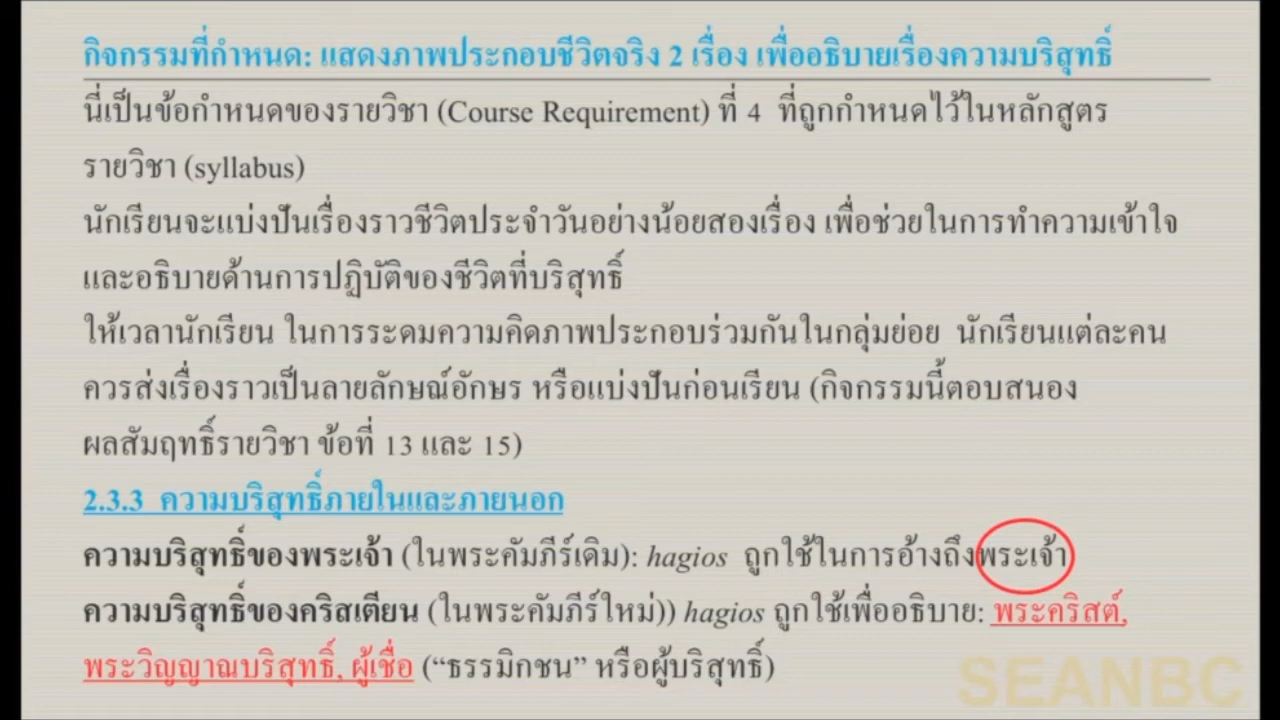 กิจกรรมที่กำหนด: แสดงภาพประกอบชีวิตจริง 2 เรื่อง เพื่ออธิบายเรื่องความบริสุทธิ์
นี่เป็นข้อกำหนดของรายวิชา (Course Requirement) ที่ 4 ที่ถูกกำหนดไว้ในหลักสูตร
รายวิชา (syllabus)
นักเรียนจะแบ่งปันเรื่องราวชีวิตประจำวันอย่างน้อยสองเรื่อง เพื่อช่วยในการทำความเข้าใจ
และอธิบายด้านการปฏิบัติของชีวิตที่บริสุทธิ์
ให้เวลานักเรียน ในการระดมความคิดภาพประกอบร่วมกันในกลุ่มย่อย นักเรียนแต่ละคน
ควรส่งเรื่องราวเป็นลายลักษณ์อักษร หรือแบ่งปันก่อนเรียน (กิจกรรมนี้ตอบสนอง
ผลสัมฤทธิ์รายวิชา ข้อที่ 13 และ 15)
2.3.3 ความบริสุทธิ์ภายในและภายนอก
ความบริสุทธิ์ของพระเจ้า (ในพระคัมภีร์เดิม): hagios ถูกใช้ในการอ้างถึงพระเจ้า
ความบริสุทธิ์ของคริสเตียน (ในพระคัมภีร์ใหม่)) hagios ถูกใช้เพื่ออธิบาย: พระคริสต์,
พระวิญญาณบริสุทธิ์, ผู้เชื่อ (“ธรรมิกชน” หรือผู้บริสุทธิ์)
SEANBC